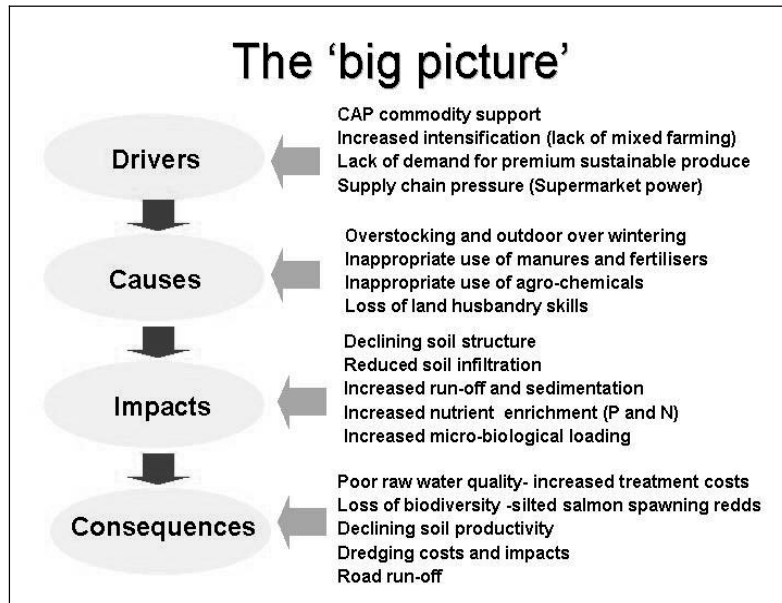 The 'big picture'
Drivers
CAP commodity support
Increased intensification (lack of mixed farming)
Lack of demand for premium sustainable produce
Supply chain pressure (Supermarket power)
Causes
Overstocking and outdoor over wintering
Inappropriate use of manures and fertilisers
Inappropriate use of agro-chemicals
Loss of land husbandry skills
Impacts
Declining soil structure
Reduced soil infiltration
Increased run-off and sedimentation
Increased nutrient enrichment (P and N)
Increased micro-biological loading
Consequences
Poor raw water quality- increased treatment costs
Loss of biodiversity -silted salmon spawning redds
Declining soil productivity
Dredging costs and impacts
Road run-off